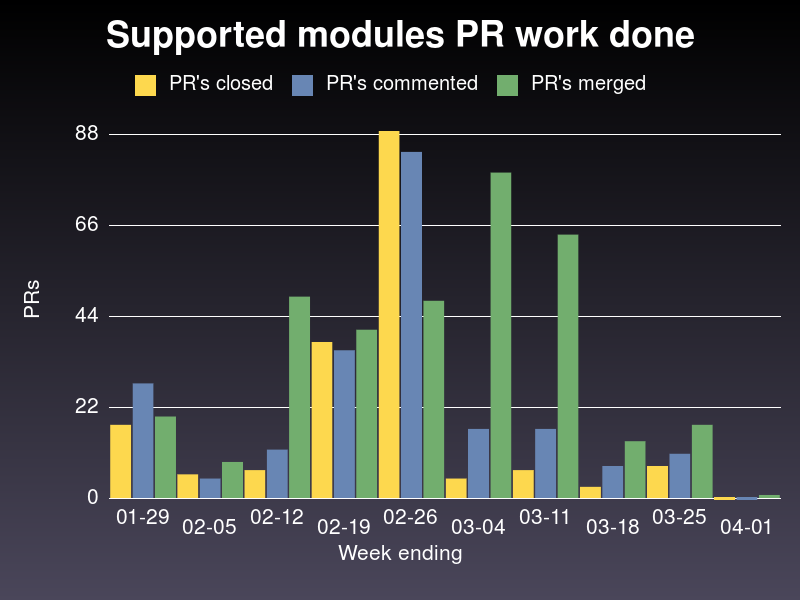 Supported modules PR work done
PR's closed PR's commented PR's merged
88
66
44
22
0
PRs
01-29 02-05 02-12 02-19 02-26 03-04 03-11 03-18 03-25 04-01
Week ending